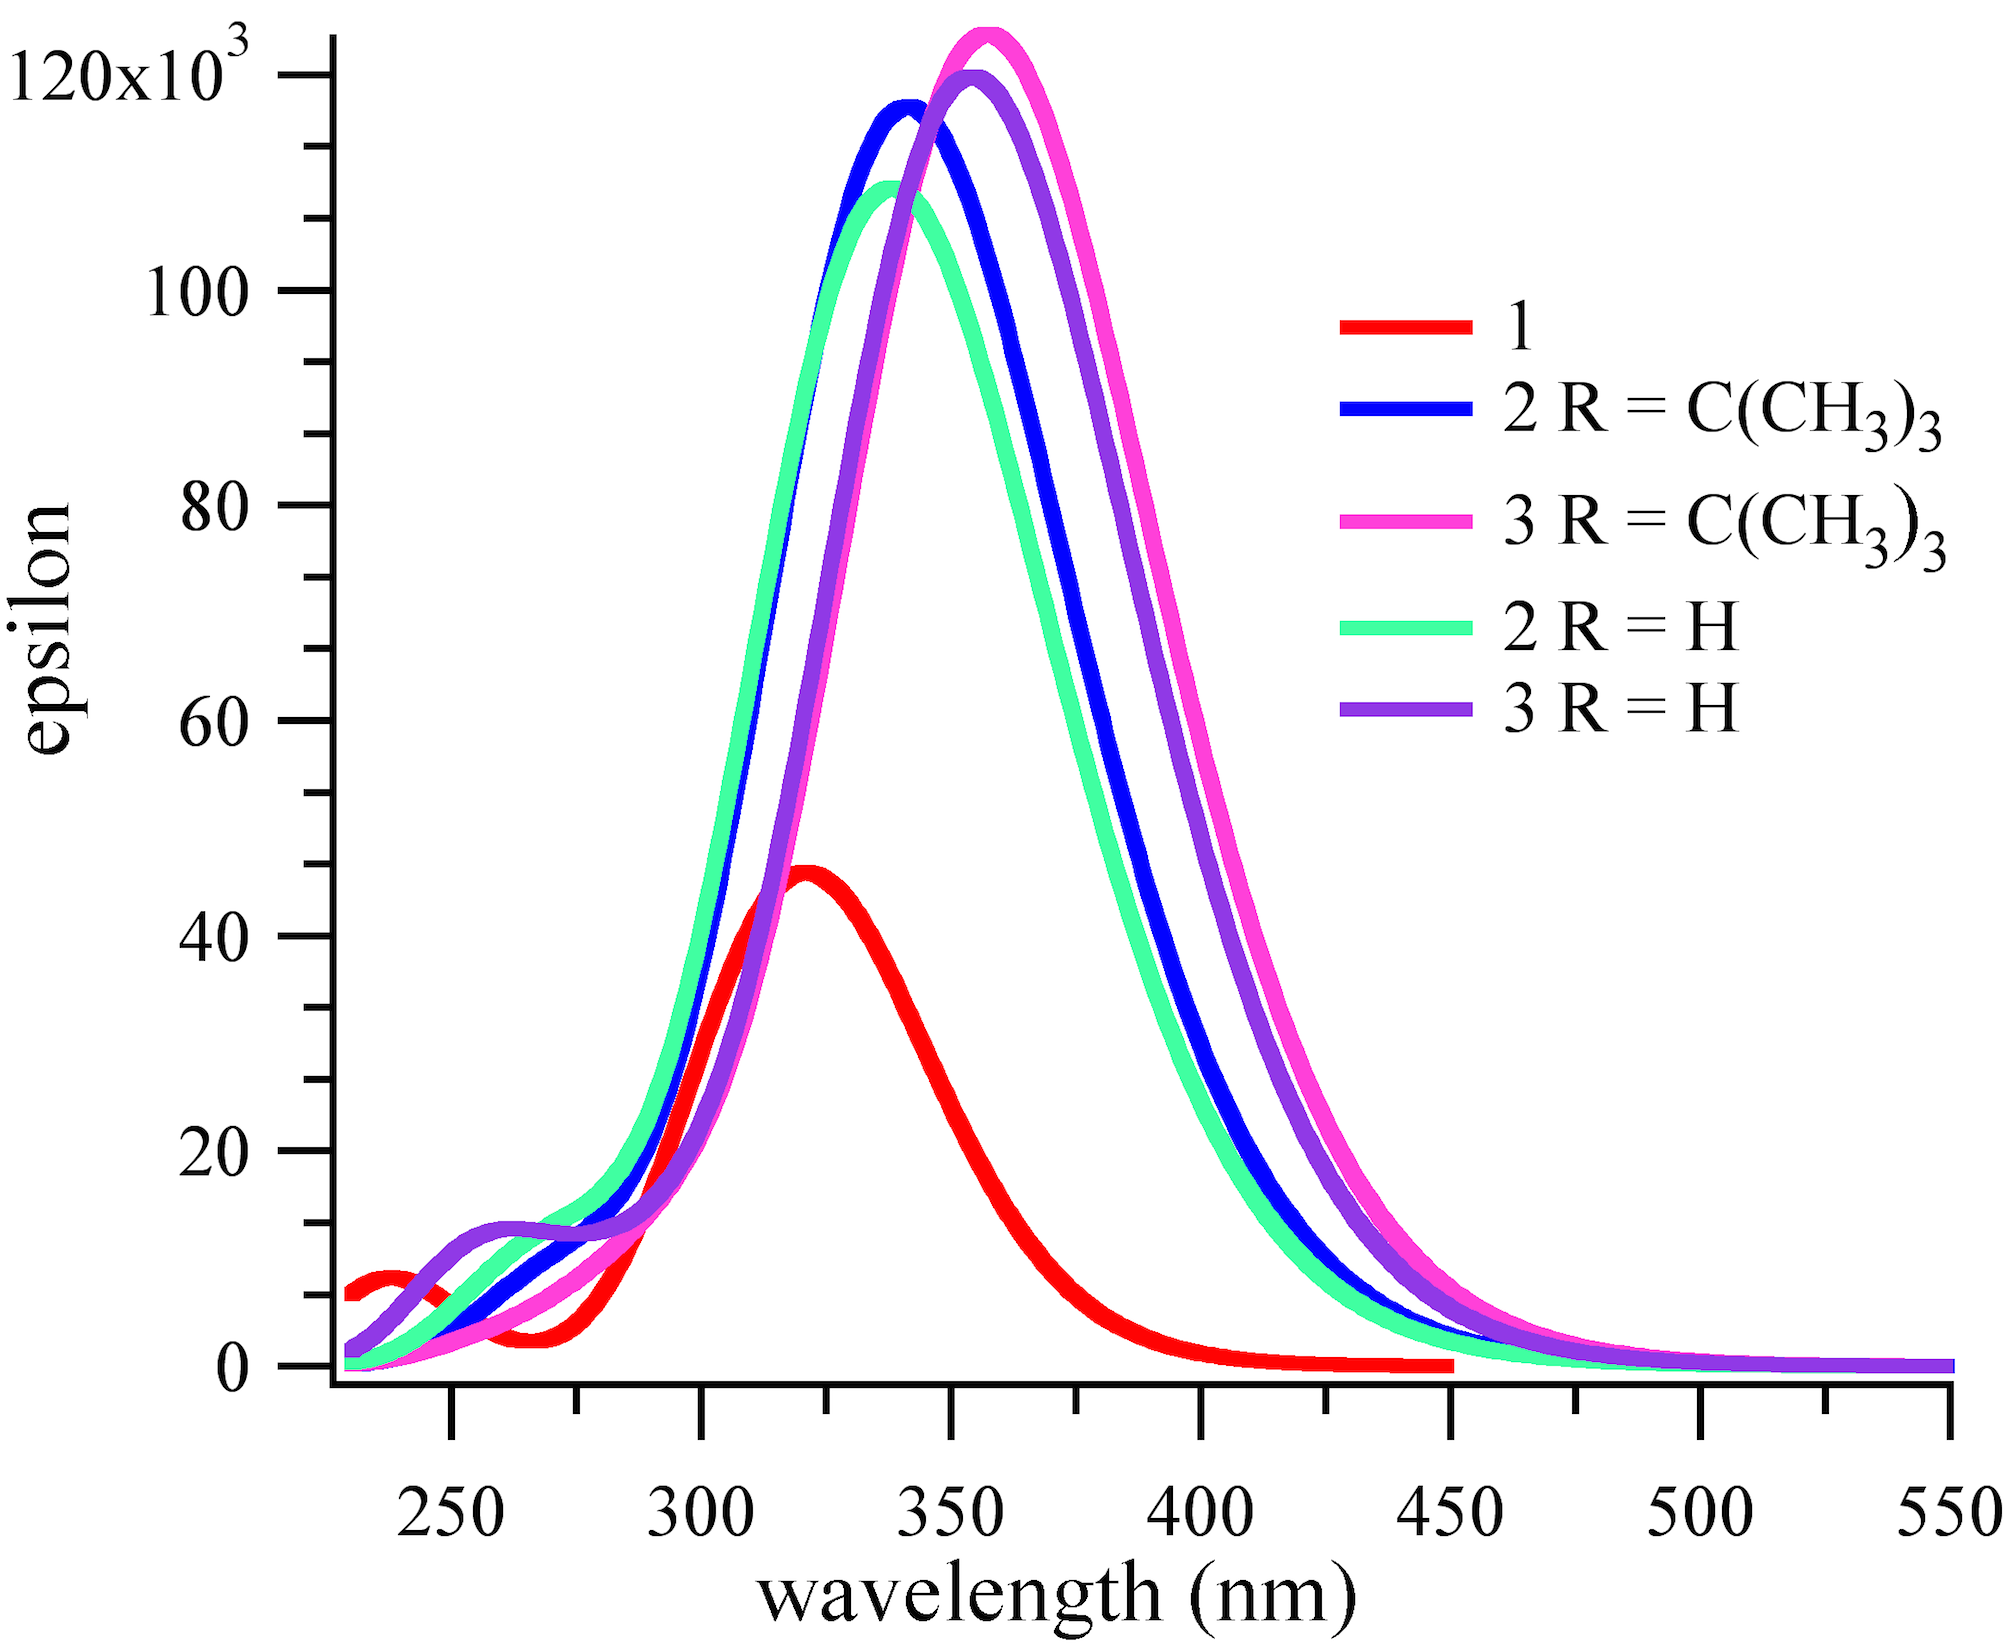 120x10³
100
80
60
40
20
0
epsilon
1
2 R = C(CH₃)₃
3 R = C(CH₃)₃
2 R = H
3 R = H
250 300 350 400 450 500 550
wavelength (nm)